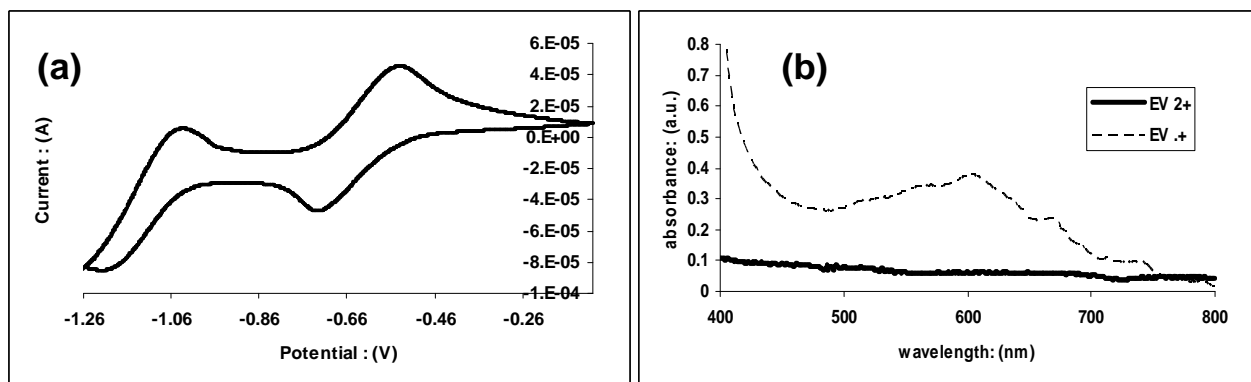 (a)
6.E-05
4.E-05
2.E-05
0.E+00
-2.E-05
-4.E-05
-6.E-05
-8.E-05
-1.E-04
Current : (A)
-1.26 -1.06 -0.86 -0.66 -0.46 -0.26
Potential : (V)
(b)
EV 2+
EV .+
0.8
0.7
0.6
0.5
0.4
0.3
0.2
0.1
0
absorbance: (a.u.)
400 500 600 700 800
wavelength: (nm)